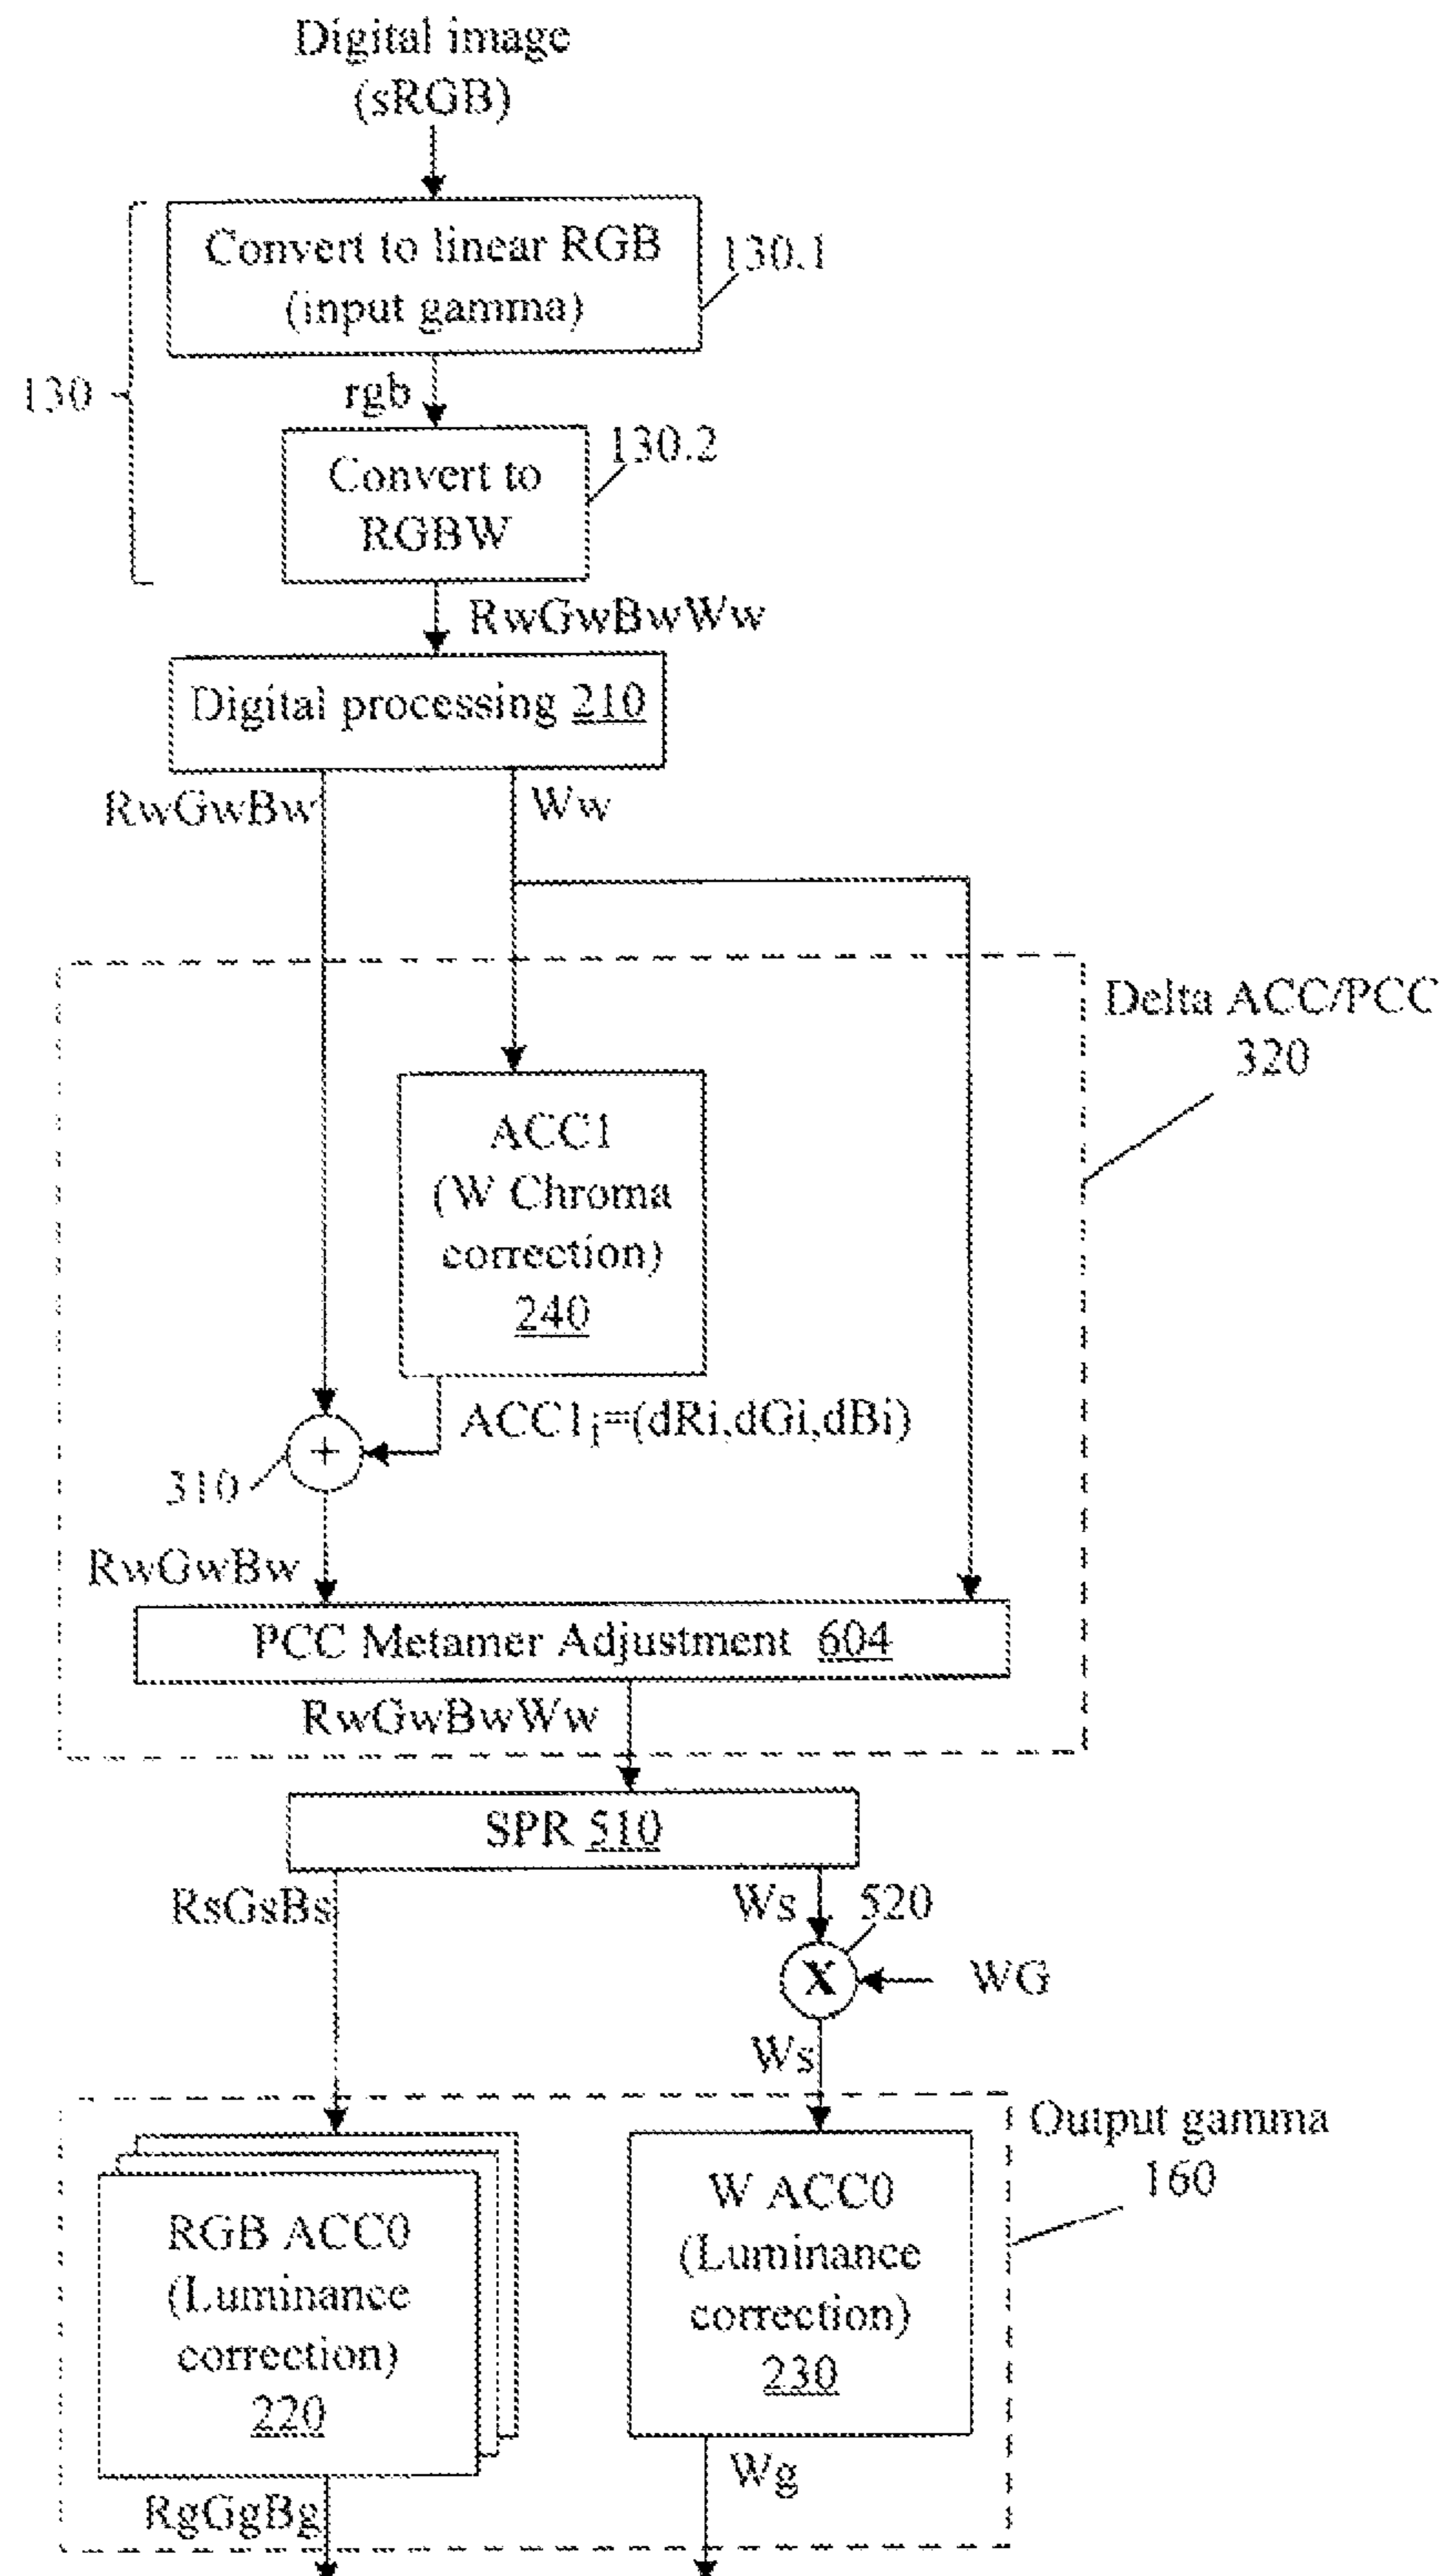 Digital image
(sRGB)
Convert to linear RGB
(input gamma)
130.1
130
rgb
Convert to
RGBW
130.2
RwGwBwWw
Digital processing 210
RwGwBw
Ww
Delta ACC/PCC
320
ACC1
(W Chroma
correction)
240
ACC1i=(dRi,dGi,dBi)
+
310
RwGwBw
PCC Metamer Adjustment 604
RwGwBwWw
SPR 510
RsGsBs
Ws
520
X
WG
Ws
Output gamma
160
RGB ACC0
(Luminance
correction)
220
W ACC0
(Luminance
correction)
230
RgGgBg
Wg